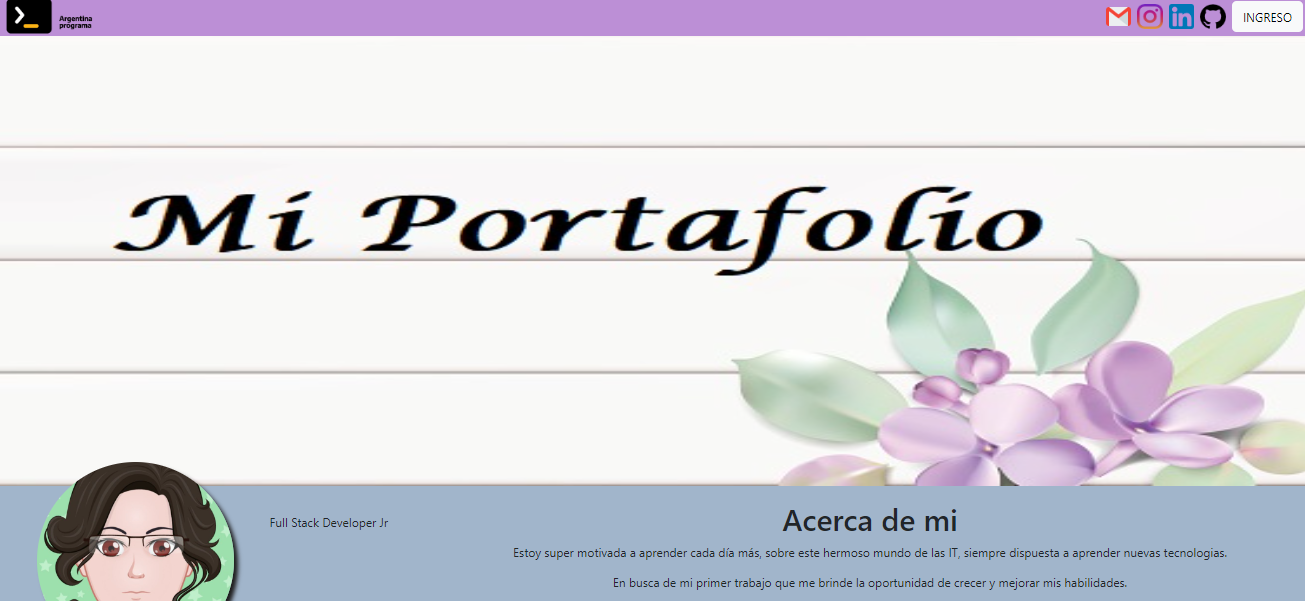 Argentina
programa
INGRESO
Mi Portafolio
Full Stack Developer Jr
Acerca de mi
Estoy super motivada a aprender cada día más, sobre este hermoso mundo de las IT, siempre dispuesta a aprender nuevas tecnologias.
En busca de mi primer trabajo que me brinde la oportunidad de crecer y mejorar mis habilidades.